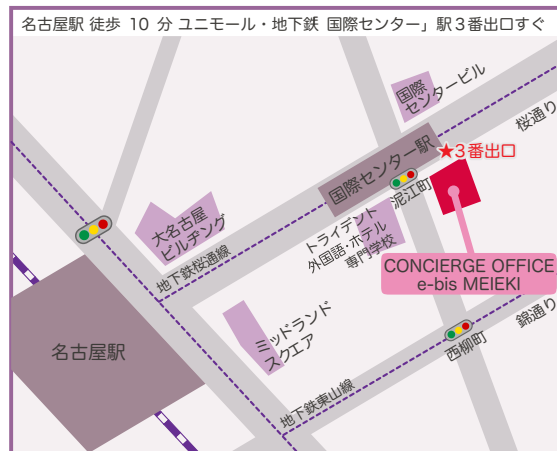 名古屋駅 徒歩 10 分 ユニモール・地下鉄「国際センター」駅3番出口すぐ
国際
センタービル
桜通り
国際センター駅
★3番出口
泥江町
大名古屋
ビルヂング
トライデント
外国語・ホテル
専門学校
地下鉄桜通線
CONCIERGE OFFICE
e-bis MEIEKI
錦通り
ミッドランド
スクエア
西柳町
名古屋駅
地下鉄東山線